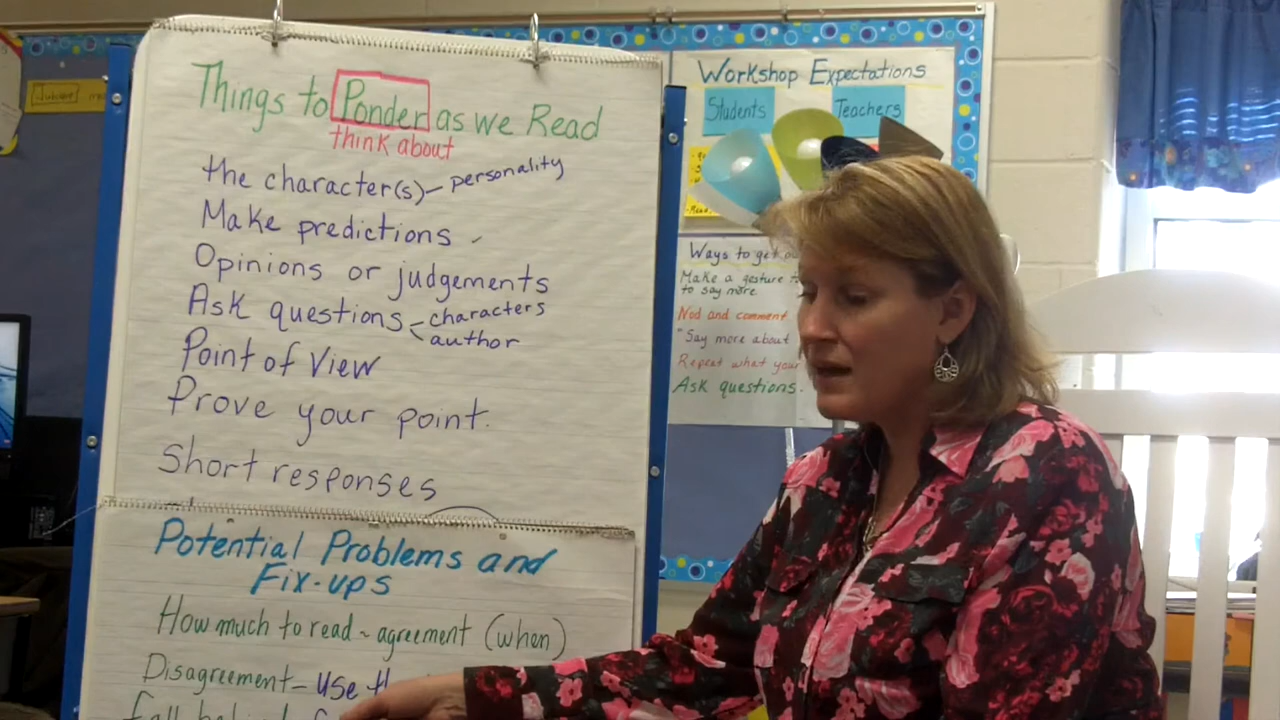 Things to Ponder as we Read
think about
the character(s) - personality
Make predictions
Opinions or judgements
Ask questions < characters
author
Point of View
Prove your point.
Short responses
Potential Problems and
Fix-ups
How much to read ~ agreement (when)
Disagreement - use
fall
Workshop Expectations
Students Teachers
Ways to get
Make a gesture
to say more
Nod and comment
"Say more about
Repeat what your
Ask questions.